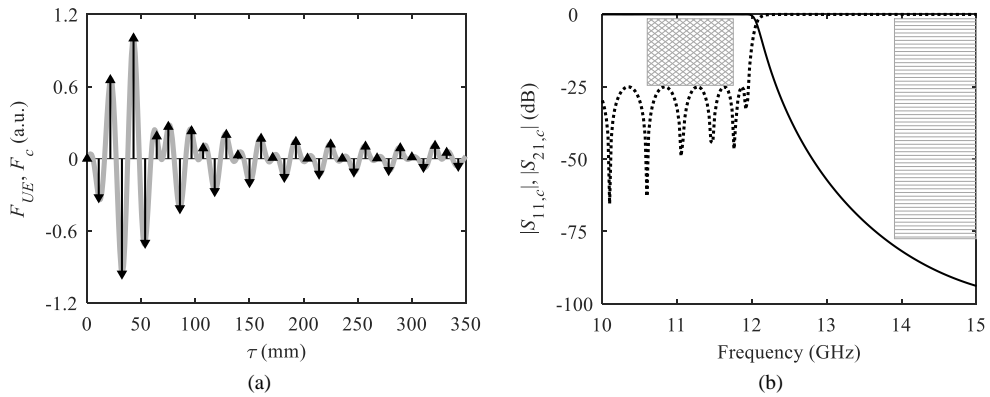 1.2
0.6
0
-0.6
-1.2
F_UE, F_c (a.u.)
0 50 100 150 200 250 300 350
τ (mm)
(a)
0
-25
-50
-75
-100
|S_11,c|, |S_21,c| (dB)
10 11 12 13 14 15
Frequency (GHz)
(b)